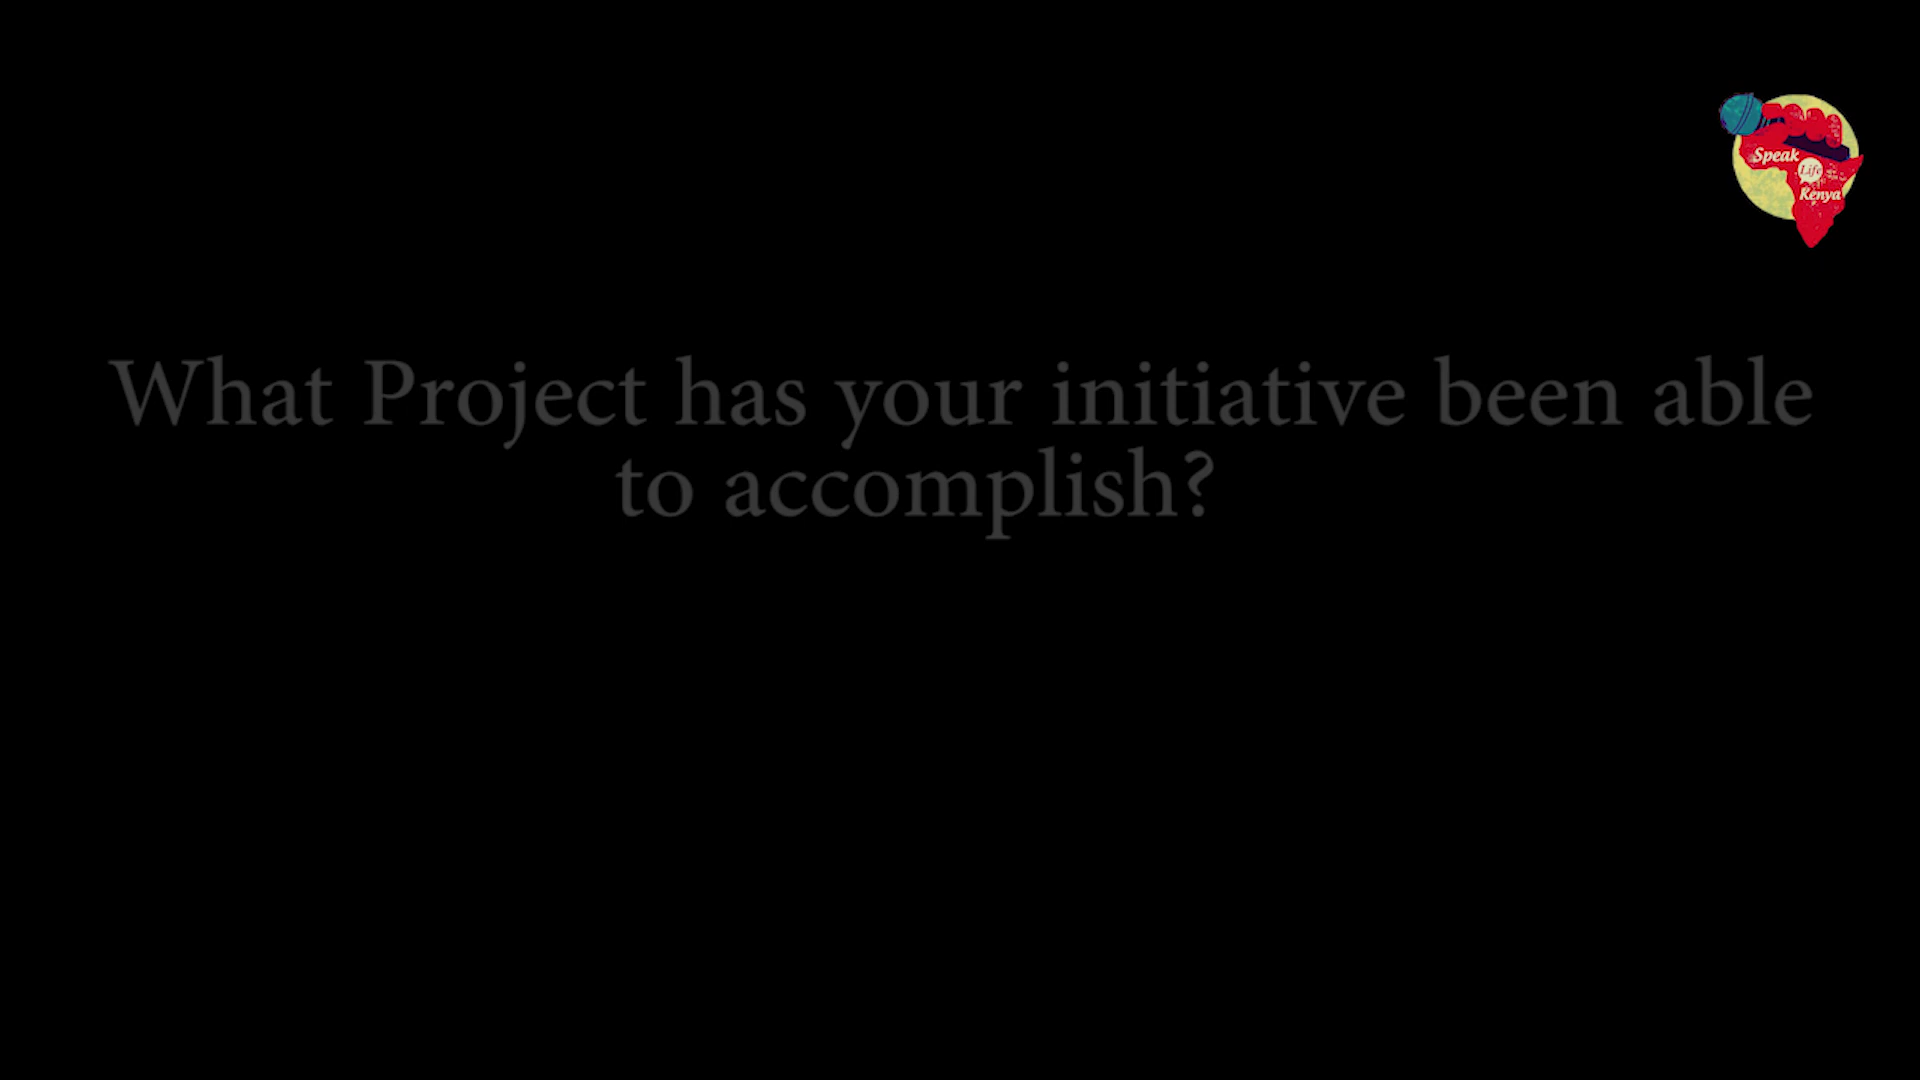 Speak
Life
Kenya
What Project has your initiative been able
to accomplish?